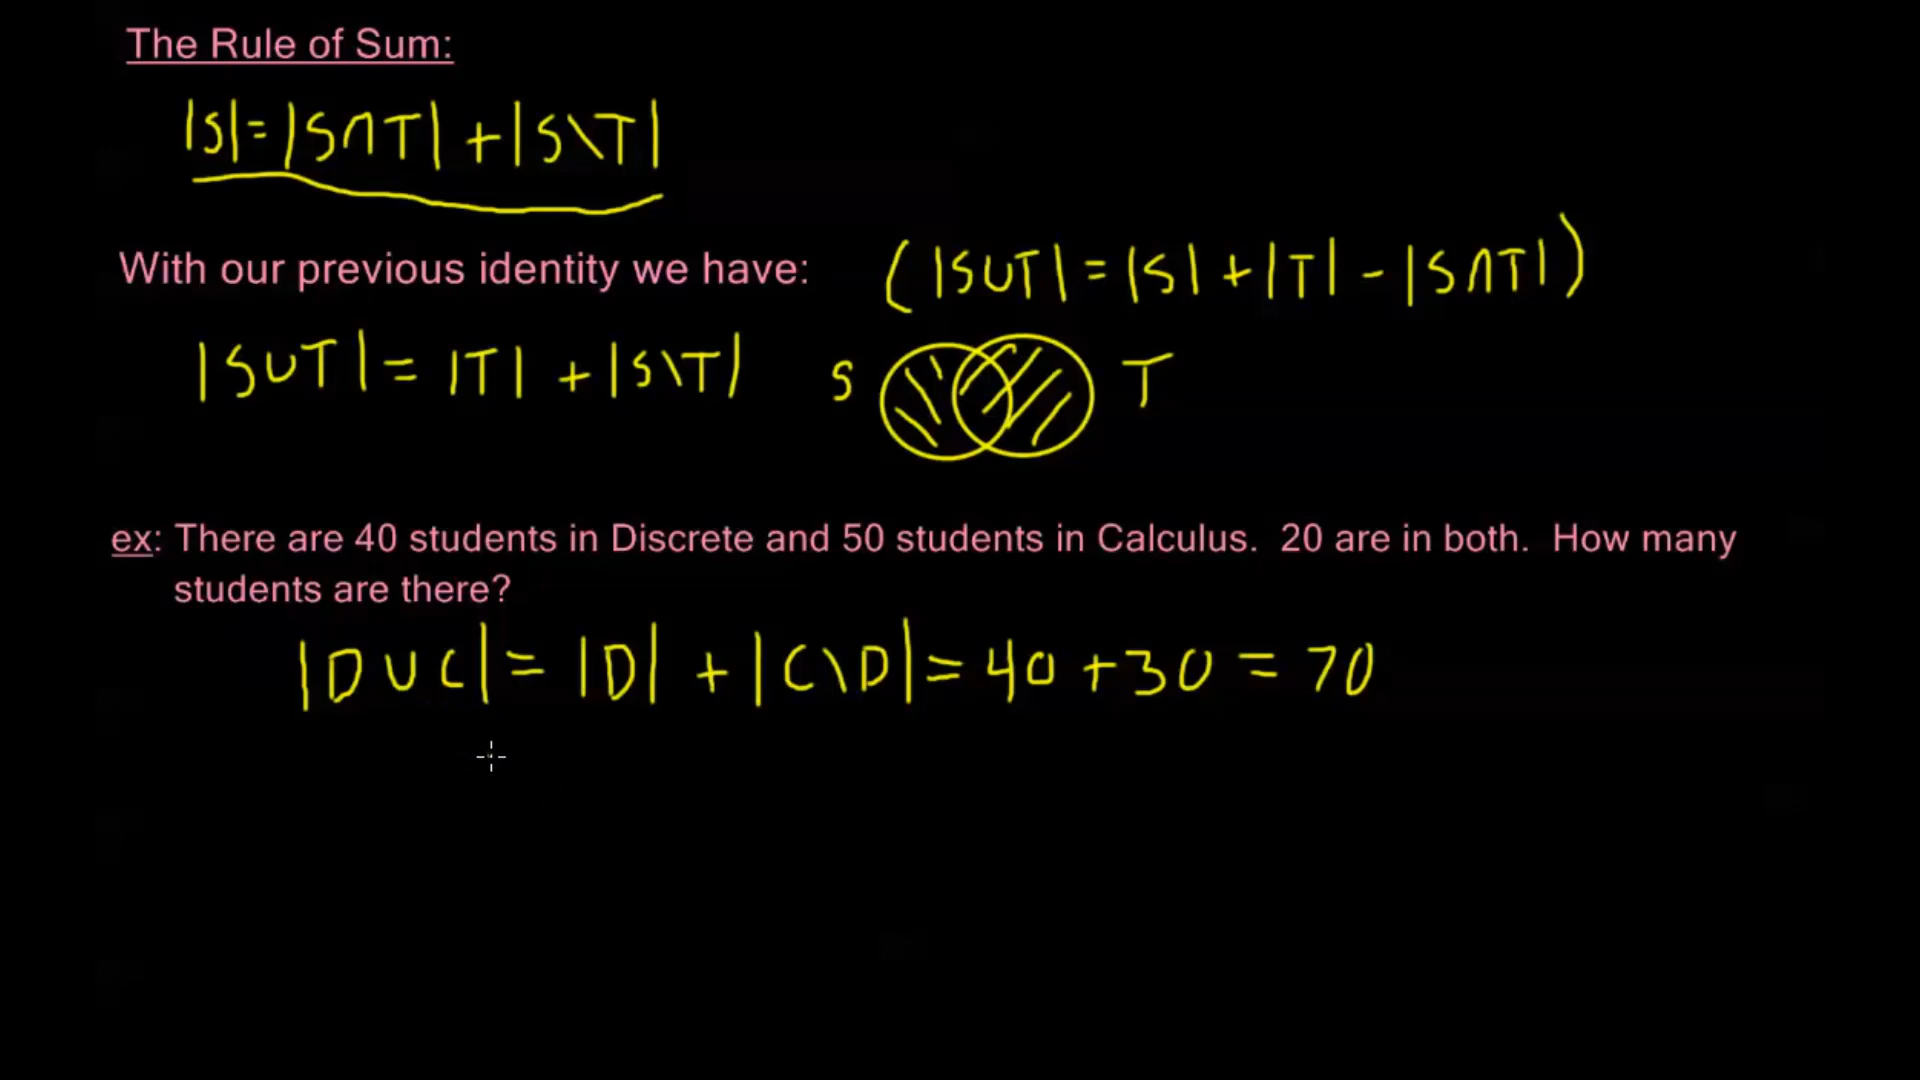 The Rule of Sum:
|S|=|S∩T|+|S\T|
With our previous identity we have: (|S∪T|=|S|+|T|-|S∩T|)
|S∪T|=|T|+|S\T| S T
ex: There are 40 students in Discrete and 50 students in Calculus. 20 are in both. How many
students are there?
|D∪C|=|D|+|C\D|=40+30=70